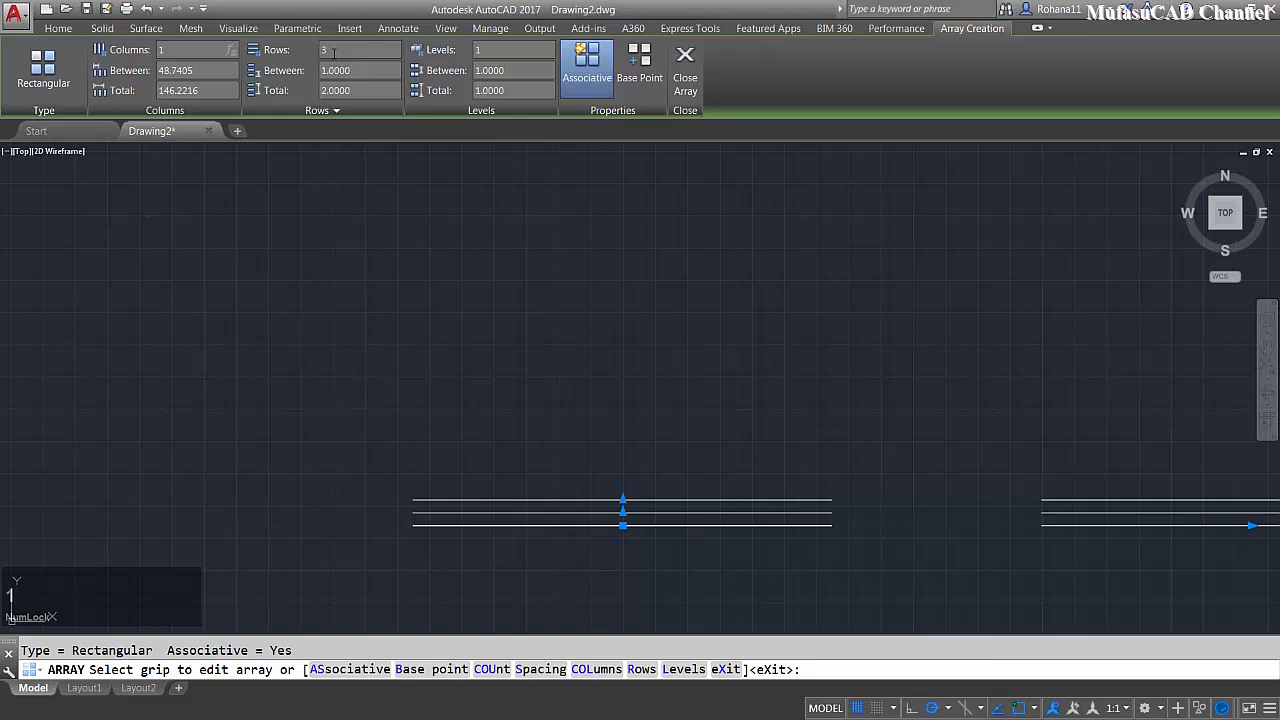 Autodesk AutoCAD 2017 Drawing2.dwg
Type a keyword or phrase
Rohana11
MufasuCAD Channel
Home Solid Surface Mesh Visualize Parametric Insert Annotate View Manage Output Add-ins A360 Express Tools Featured Apps BIM 360 Performance Array Creation
Columns: 1
Rows: 3
Levels: 1
Between: 48.7405
Between: 1.0000
Between: 1.0000
Rectangular
Associative
Base Point
Close
Array
Total: 146.2216
Total: 2.0000
Total: 1.0000
Type
Columns
Rows
Levels
Properties
Close
Start
Drawing2*
[−][Top][2D Wireframe]
N
W
TOP
E
S
WCS
Y
1
NumLock
X
Type = Rectangular Associative = Yes
ARRAY Select grip to edit array or [ASsociative Base point COUnt Spacing COLumns Rows Levels eXit]<eXit>:
Model
Layout1
Layout2
MODEL
1:1